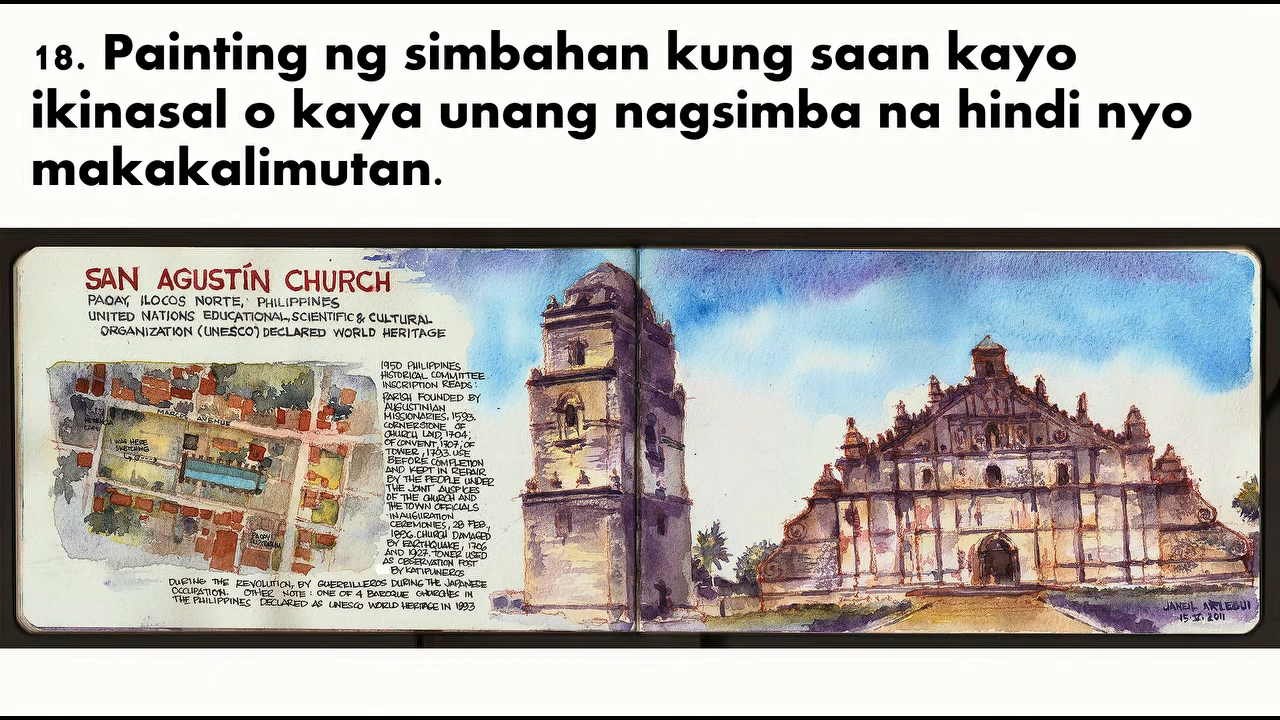 18. Painting ng simbahan kung saan kayo
ikinasal o kaya unang nagsimba na hindi nyo
makakalimutan.
SAN AGUSTÍN CHURCH
PAOAY, ILOCOS NORTE, PHILIPPINES
UNITED NATIONS EDUCATIONAL, SCIENTIFIC & CULTURAL
ORGANIZATION (UNESCO) DECLARED WORLD HERITAGE
1950 PHILIPPINES
HISTORICAL COMMITTEE
INSCRIPTION READS:
PARISH FOUNDED BY
AUGUSTINIAN
MISSIONARIES, 1593.
CORNERSTONE OF
CHURCH LAID, 1704;
OF CONVENT, 1707; OF
TOWER, 1793. USE
BEFORE COMPLETION
AND KEPT IN REPAIR
BY THE PEOPLE UNDER
THE JOINT AUSPICES
OF THE CHURCH AND
THE TOWN OFFICIALS
INAUGURATION
CEREMONIES, 28 FEB,
1896. CHURCH DAMAGED
BY EARTHQUAKE, 1706
AND 1927. TOWER USED
AS OBSERVATION POST
BY KATIPUNEROS
DURING THE REVOLUTION, BY GUERRILLEROS DURING THE JAPANESE
OCCUPATION. OTHER NOTE: ONE OF 4 BAROQUE CHURCHES IN
THE PHILIPPINES DECLARED AS UNESCO WORLD HERITAGE IN 1993
AVENUE
I WAS HERE
SKETCHING
15.V.2011